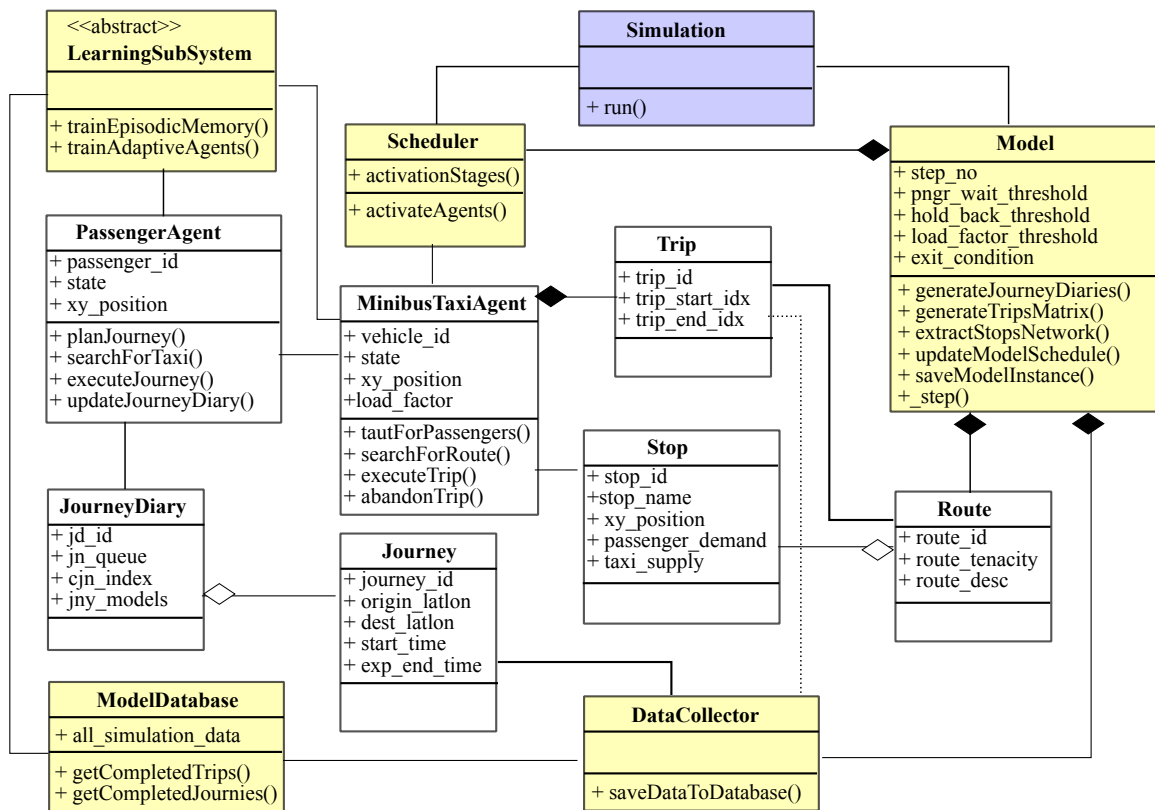 <<abstract>>
LearningSubSystem
+ trainEpisodicMemory()
+ trainAdaptiveAgents()
Simulation
+ run()
Scheduler
+ activationStages()
+ activateAgents()
Model
+ step_no
+ pngr_wait_threshold
+ hold_back_threshold
+ load_factor_threshold
+ exit_condition
+ generateJourneyDiaries()
+ generateTripsMatrix()
+ extractStopsNetwork()
+ updateModelSchedule()
+ saveModelInstance()
+_step()
PassengerAgent
+ passenger_id
+ state
+ xy_position
+ planJourney()
+ searchForTaxi()
+ executeJourney()
+ updateJourneyDiary()
MinibusTaxiAgent
+ vehicle_id
+ state
+ xy_position
+load_factor
+ tautForPassengers()
+ searchForRoute()
+ executeTrip()
+ abandonTrip()
Trip
+ trip_id
+ trip_start_idx
+ trip_end_idx
Stop
+ stop_id
+stop_name
+ xy_position
+ passenger_demand
+ taxi_supply
Route
+ route_id
+ route_tenacity
+ route_desc
JourneyDiary
+ jd_id
+ jn_queue
+ cjn_index
+ jny_models
Journey
+ journey_id
+ origin_latlon
+ dest_latlon
+ start_time
+ exp_end_time
ModelDatabase
+ all_simulation_data
+ getCompletedTrips()
+ getCompletedJournies()
DataCollector
+ saveDataToDatabase()